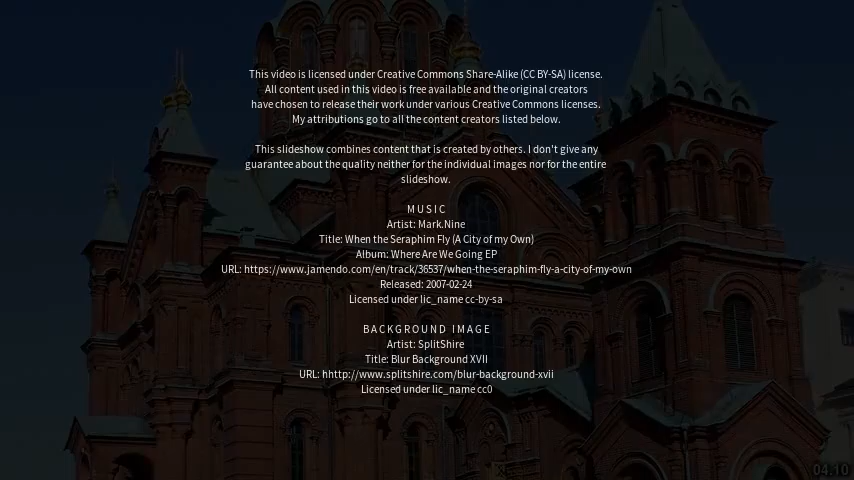 This video is licensed under Creative Commons Share-Alike (CC BY-SA) license.
All content used in this video is free available and the original creators
have chosen to release their work under various Creative Commons licenses.
My attributions go to all the content creators listed below.
This slideshow combines content that is created by others. I don't give any
guarantee about the quality neither for the individual images nor for the entire
slideshow.
MUSIC
Artist: Mark.Nine
Title: When the Seraphim Fly (A City of my Own)
Album: Where Are We Going EP
URL: https://www.jamendo.com/en/track/36537/when-the-seraphim-fly-a-city-of-my-own
Released: 2007-02-24
Licensed under lic_name cc-by-sa
BACKGROUND IMAGE
Artist: SplitShire
Title: Blur Background XVII
URL: hhttp://www.splitshire.com/blur-background-xvii
Licensed under lic_name cc0
04.10